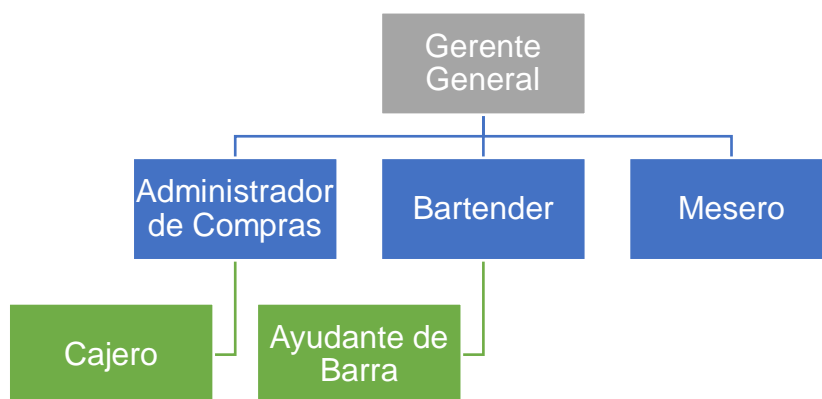 Gerente
General
Administrador
de Compras
Bartender
Mesero
Cajero
Ayudante de
Barra